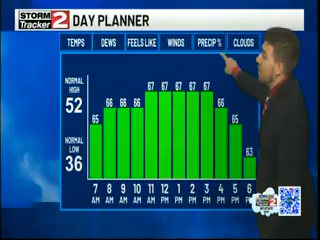 STORM Tracker 2 DAY PLANNER
TEMPS DEWS FEELS LIKE WINDS PRECIP % CLOUDS
NORMAL HIGH
52
NORMAL LOW
36
65 66 66 66 67 67 67 67 67 66 65 63
7 AM 8 AM 9 AM 10 AM 11 AM 12 PM 1 PM 2 PM 3 PM 4 PM 5 PM 6
2